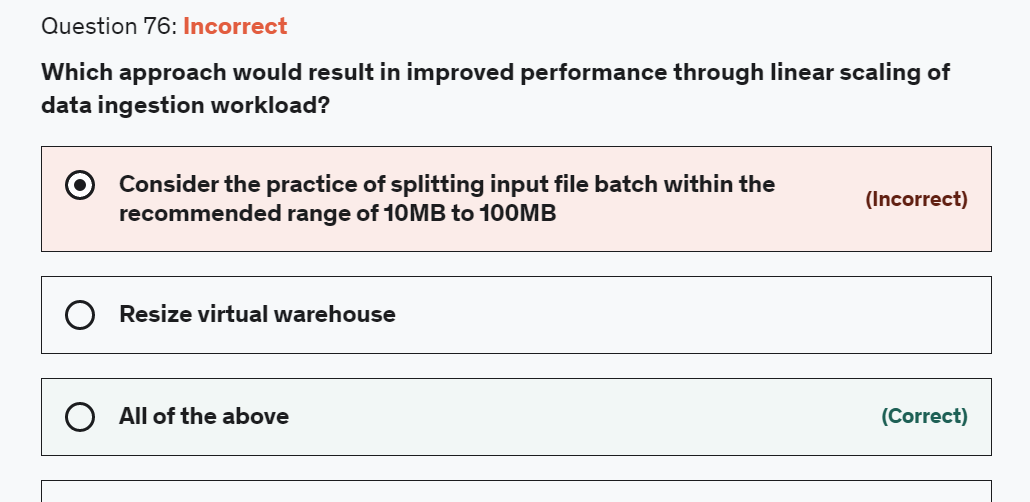 Question 76: Incorrect
Which approach would result in improved performance through linear scaling of
data ingestion workload?
Consider the practice of splitting input file batch within the
recommended range of 10MB to 100MB
(Incorrect)
Resize virtual warehouse
All of the above
(Correct)